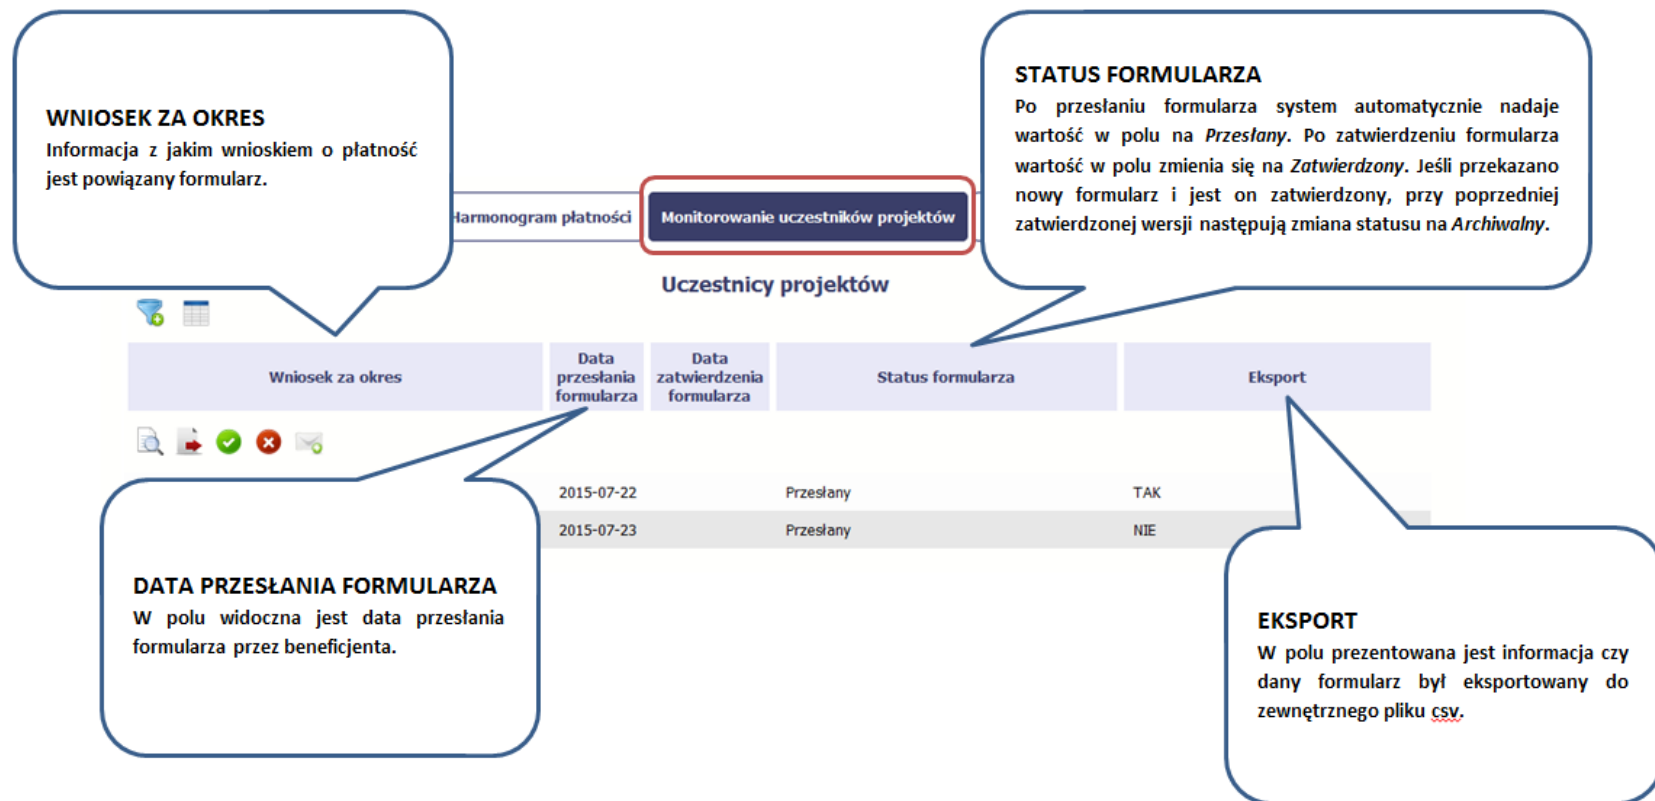 WNIOSEK ZA OKRES
Informacja z jakim wnioskiem o płatność
jest powiązany formularz.
STATUS FORMULARZA
Po przesłaniu formularza system automatycznie nadaje
wartość w polu na Przesłany. Po zatwierdzeniu formularza
wartość w polu zmienia się na Zatwierdzony. Jeśli przekazano
nowy formularz i jest on zatwierdzony, przy poprzedniej
zatwierdzonej wersji następują zmiana statusu na Archiwalny.
Harmonogram płatności
Monitorowanie uczestników projektów
Uczestnicy projektów
Wniosek za okres
Data
przesłania
formularza
Data
zatwierdzenia
formularza
Status formularza
Eksport
2015-07-22 Przesłany TAK
2015-07-23 Przesłany NIE
DATA PRZESŁANIA FORMULARZA
W polu widoczna jest data przesłania
formularza przez beneficjenta.
EKSPORT
W polu prezentowana jest informacja czy
dany formularz był eksportowany do
zewnętrznego pliku csv.